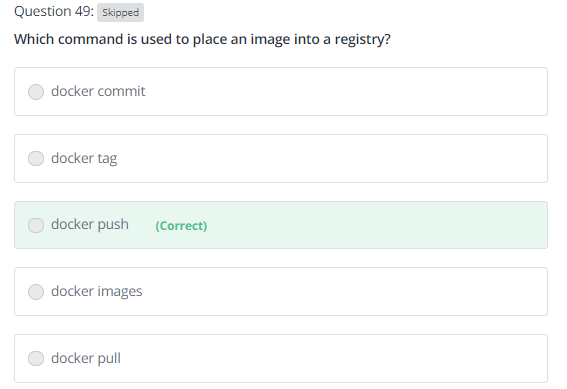 Question 49: Skipped
Which command is used to place an image into a registry?
docker commit
docker tag
docker push (Correct)
docker images
docker pull